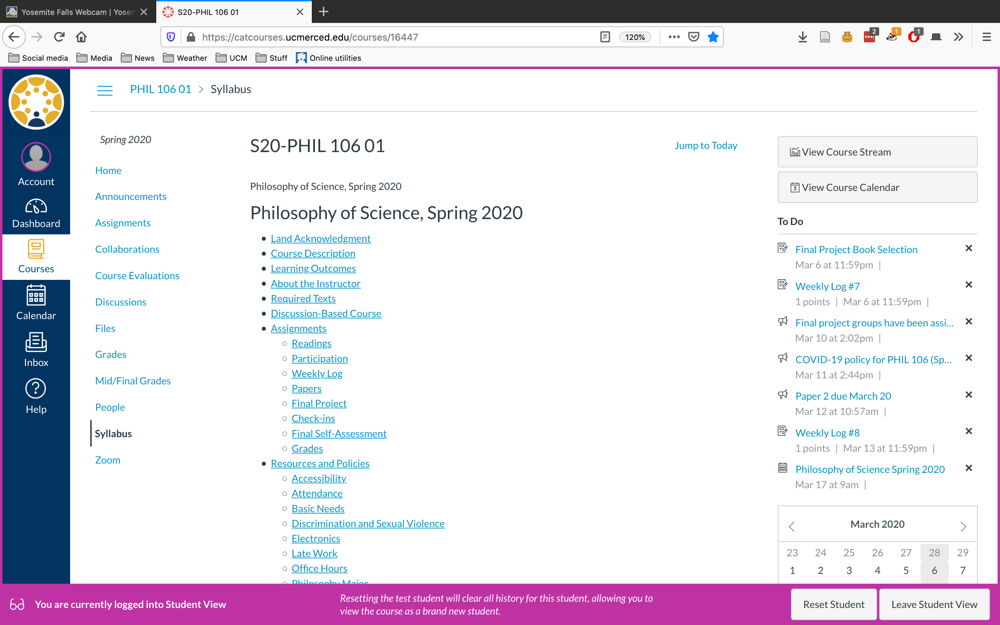 Yosemite Falls Webcam | Yosem
S20-PHIL 106 01
https://catcourses.ucmerced.edu/courses/16447
120%
2
1
1
Social media
Media
News
Weather
UCM
Stuff
Online utilities
PHIL 106 01 > Syllabus
Account
Dashboard
Courses
Calendar
Inbox
Help
Spring 2020
Home
Announcements
Assignments
Collaborations
Course Evaluations
Discussions
Files
Grades
Mid/Final Grades
People
Syllabus
Zoom
S20-PHIL 106 01
Jump to Today
Philosophy of Science, Spring 2020
Philosophy of Science, Spring 2020
Land Acknowledgment
Course Description
Learning Outcomes
About the Instructor
Required Texts
Discussion-Based Course
Assignments
Readings
Participation
Weekly Log
Papers
Final Project
Check-ins
Final Self-Assessment
Grades
Resources and Policies
Accessibility
Attendance
Basic Needs
Discrimination and Sexual Violence
Electronics
Late Work
Office Hours
Philosophy Major
View Course Stream
3
View Course Calendar
To Do
Final Project Book Selection
Mar 6 at 11:59pm |
Weekly Log #7
1 points | Mar 6 at 11:59pm |
Final project groups have been assi...
Mar 10 at 2:02pm |
COVID-19 policy for PHIL 106 (Sp...
Mar 11 at 2:44pm |
Paper 2 due March 20
Mar 12 at 10:57am |
Weekly Log #8
1 points | Mar 13 at 11:59pm |
Philosophy of Science Spring 2020
Mar 17 at 9am |
March 2020
23 24 25 26 27 28 29
1 2 3 4 5 6 7
You are currently logged into Student View
Resetting the test student will clear all history for this student, allowing you to
view the course as a brand new student.
Reset Student
Leave Student View